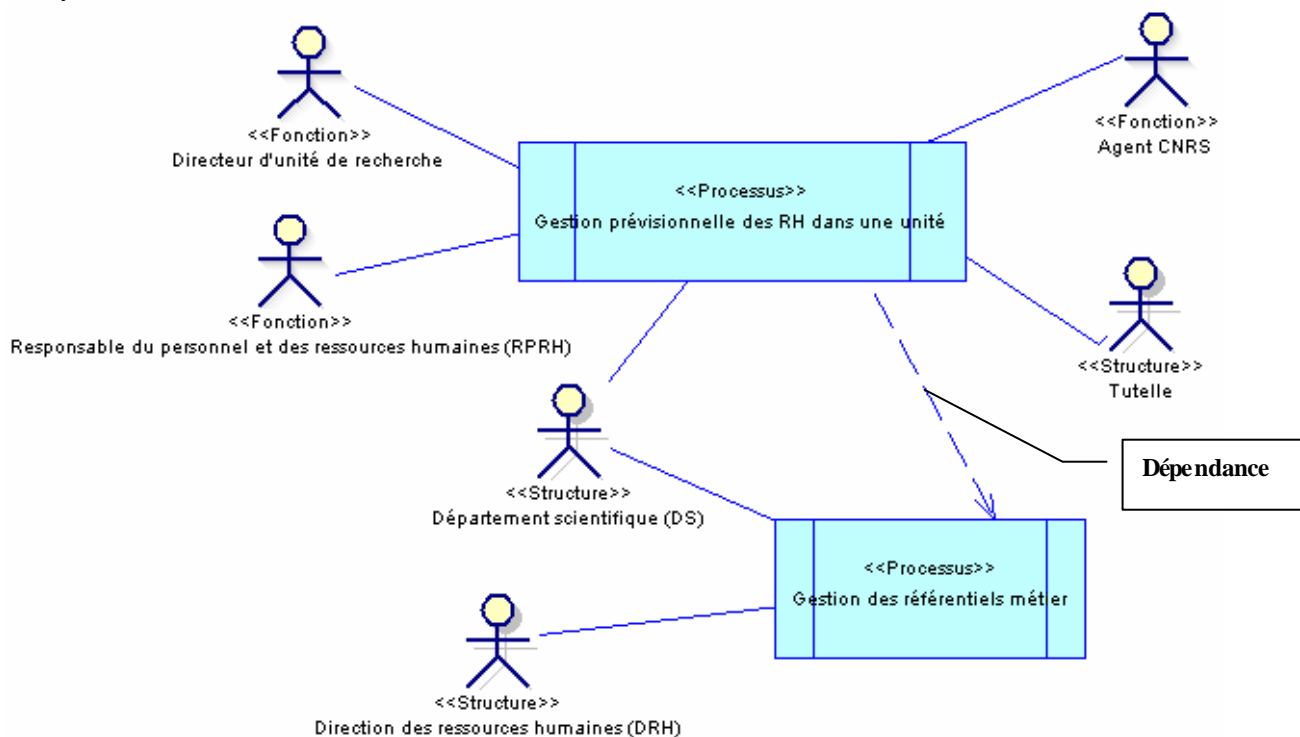 <<Fonction>>
Directeur d'unité de recherche
<<Fonction>>
Agent CNRS
<<Processus>>
Gestion prévisionnelle des RH dans une unité
<<Fonction>>
Responsable du personnel et des ressources humaines (RPRH)
<<Structure>>
Tutelle
Dépendance
<<Structure>>
Département scientifique (DS)
<<Processus>>
Gestion des référentiels métier
<<Structure>>
Direction des ressources humaines (DRH)